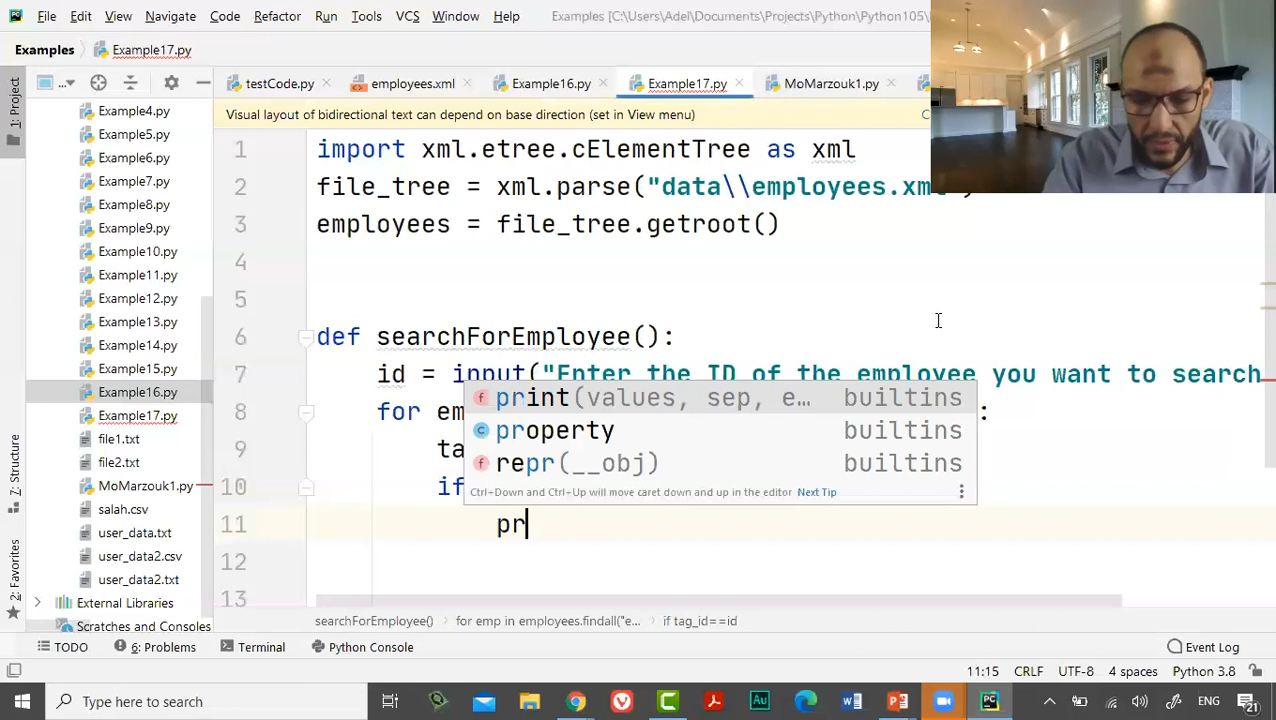 File Edit View Navigate Code Refactor Run Tools VCS Window Help Examples [C:\Users\Adel\Documents\Projects\Python\Python105\
Examples Example17.py
1: Project
testCode.py employees.xml Example16.py Example17.py MoMarzouk1.py
Visual layout of bidirectional text can depend on base direction (set in View menu)
Example4.py
Example5.py
Example6.py
Example7.py
Example8.py
Example9.py
Example10.py
Example11.py
Example12.py
Example13.py
Example14.py
Example15.py
Example16.py
Example17.py
file1.txt
file2.txt
MoMarzouk1.py
salah.csv
user_data.txt
user_data2.csv
user_data2.txt
External Libraries
Scratches and Consoles
7: Structure
2: Favorites
1 import xml.etree.cElementTree as xml
2 file_tree = xml.parse("data\\employees.xml
3 employees = file_tree.getroot()
4
5
6 def searchForEmployee():
7 id = input("Enter the ID of the employee you want to search
8 for em :
9 ta
10 if
11 pr
12
13
print(values, sep, e... builtins
property builtins
repr(__obj) builtins
Ctrl+Down and Ctrl+Up will move caret down and up in the editor Next Tip
searchForEmployee() for emp in employees.findall("e... if tag_id==id
TODO 6: Problems Terminal Python Console Event Log
11:15 CRLF UTF-8 4 spaces Python 3.8
Type here to search ENG 21